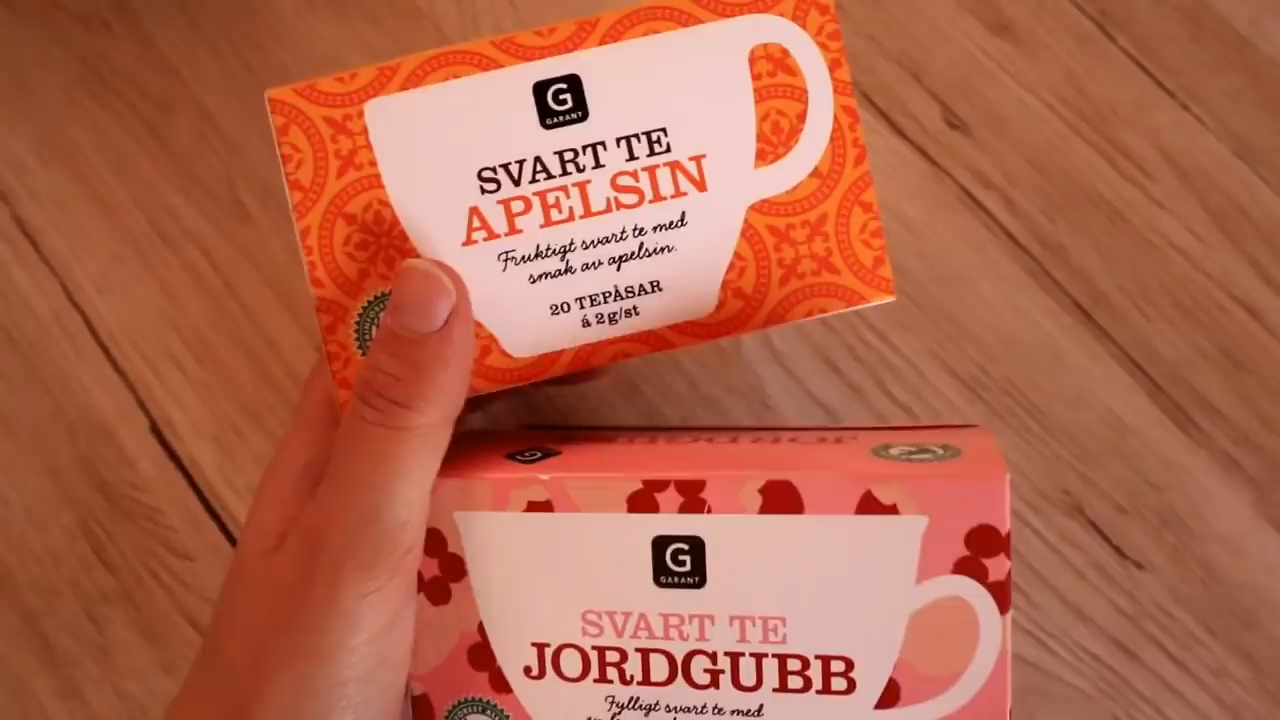 G
GARANT
SVART TE
APELSIN
Fruktigt svart te med
smak av apelsin.
20 TEPÅSAR
á 2 g/st
G
G
GARANT
SVART TE
JORDGUBB
Fylligt svart te med